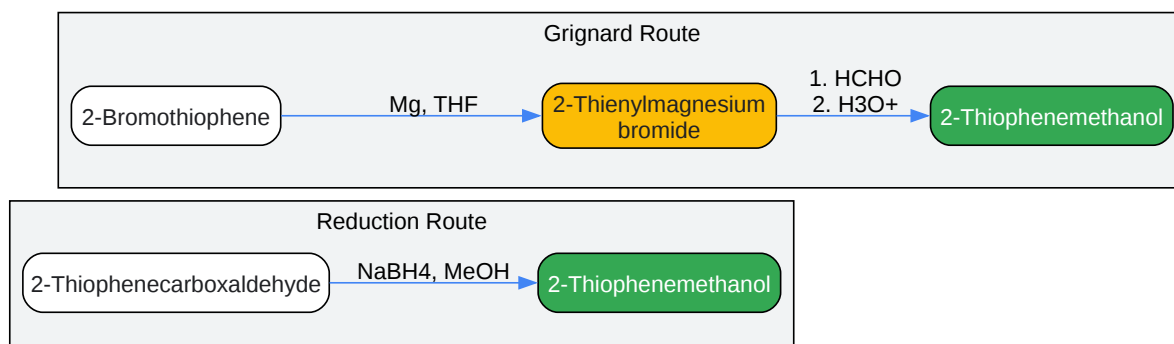 Grignard Route
2-Bromothiophene
Mg, THF
2-Thienylmagnesium
bromide
1. HCHO
2. H3O+
2-Thiophenemethanol
Reduction Route
2-Thiophenecarboxaldehyde
NaBH4, MeOH
2-Thiophenemethanol